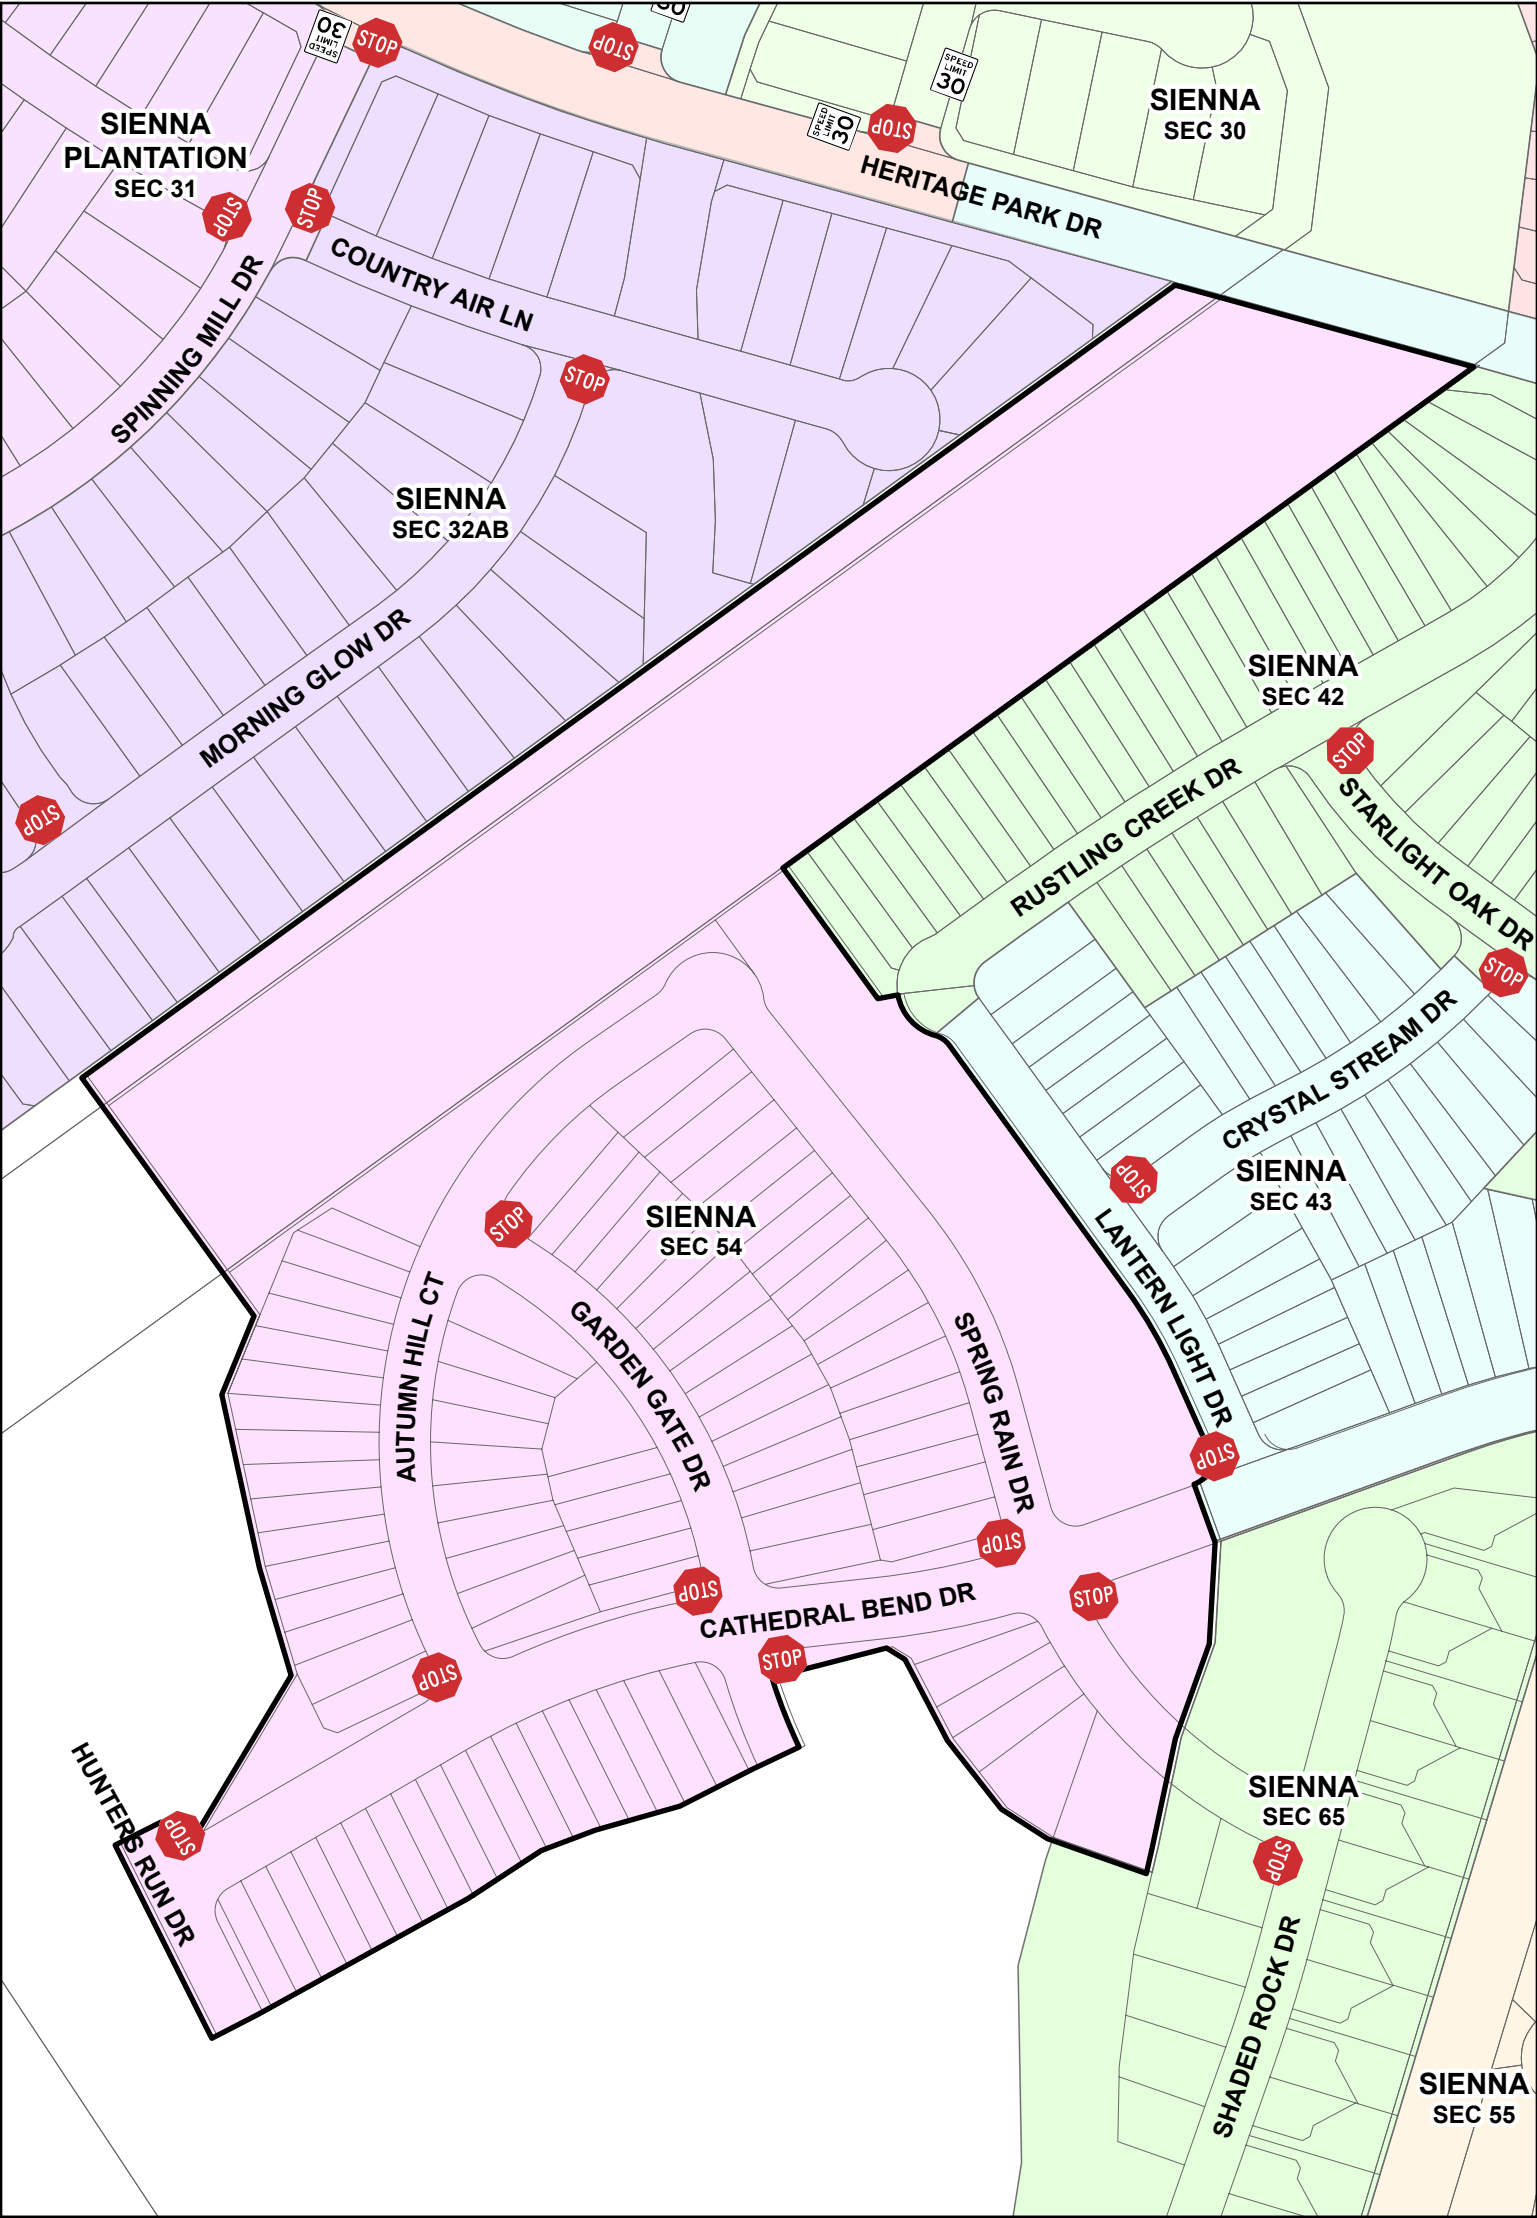 SPEED
LIMIT
30
STOP
STOP
30
SPEED
LIMIT
30
SPEED
LIMIT
30
STOP
SIENNA
SEC 30
SIENNA
PLANTATION
SEC 31
HERITAGE PARK DR
STOP
STOP
COUNTRY AIR LN
SPINNING MILL DR
STOP
SIENNA
SEC 32AB
MORNING GLOW DR
STOP
SIENNA
SEC 42
STOP
RUSTLING CREEK DR
STARLIGHT OAK DR
STOP
CRYSTAL STREAM DR
STOP
SIENNA
SEC 43
LANTERN LIGHT DR
STOP
SIENNA
SEC 54
STOP
AUTUMN HILL CT
GARDEN GATE DR
SPRING RAIN DR
STOP
STOP
STOP
CATHEDRAL BEND DR
STOP
STOP
STOP
HUNTERS RUN DR
STOP
SIENNA
SEC 65
STOP
SHADED ROCK DR
SIENNA
SEC 55